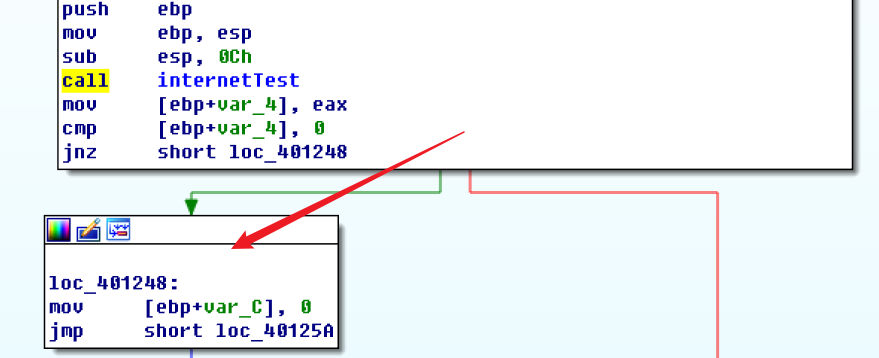 push ebp
mov ebp, esp
sub esp, 0Ch
call internetTest
mov [ebp+var_4], eax
cmp [ebp+var_4], 0
jnz short loc_401248
loc_401248:
mov [ebp+var_C], 0
jmp short loc_40125A